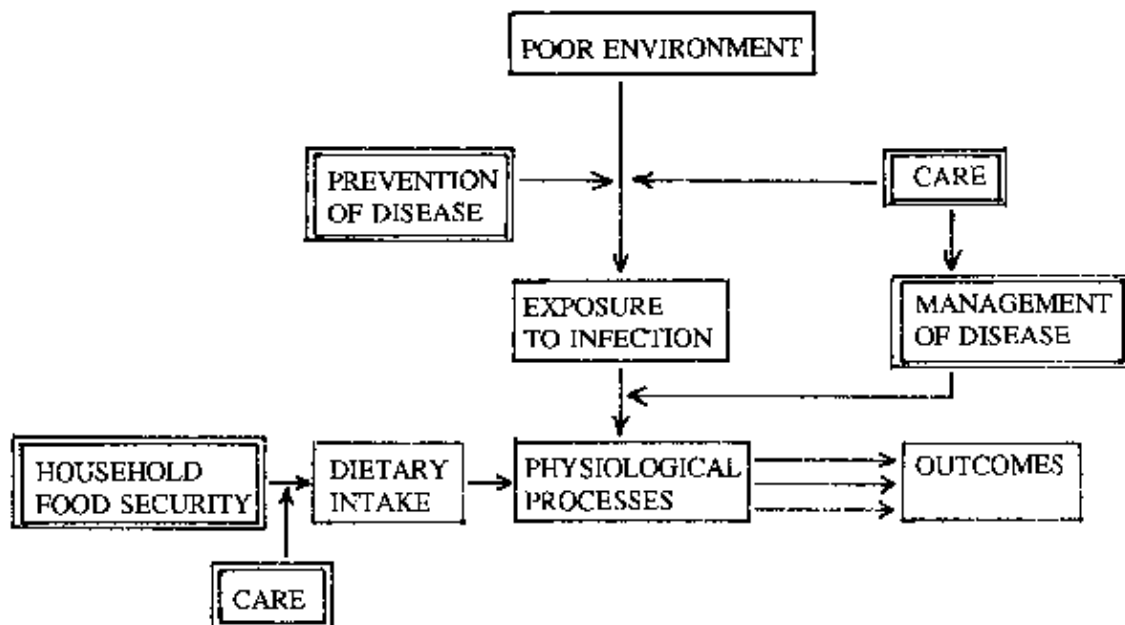 POOR ENVIRONMENT
PREVENTION
OF DISEASE
CARE
EXPOSURE
TO INFECTION
MANAGEMENT
OF DISEASE
HOUSEHOLD
FOOD SECURITY
DIETARY
INTAKE
PHYSIOLOGICAL
PROCESSES
OUTCOMES
CARE